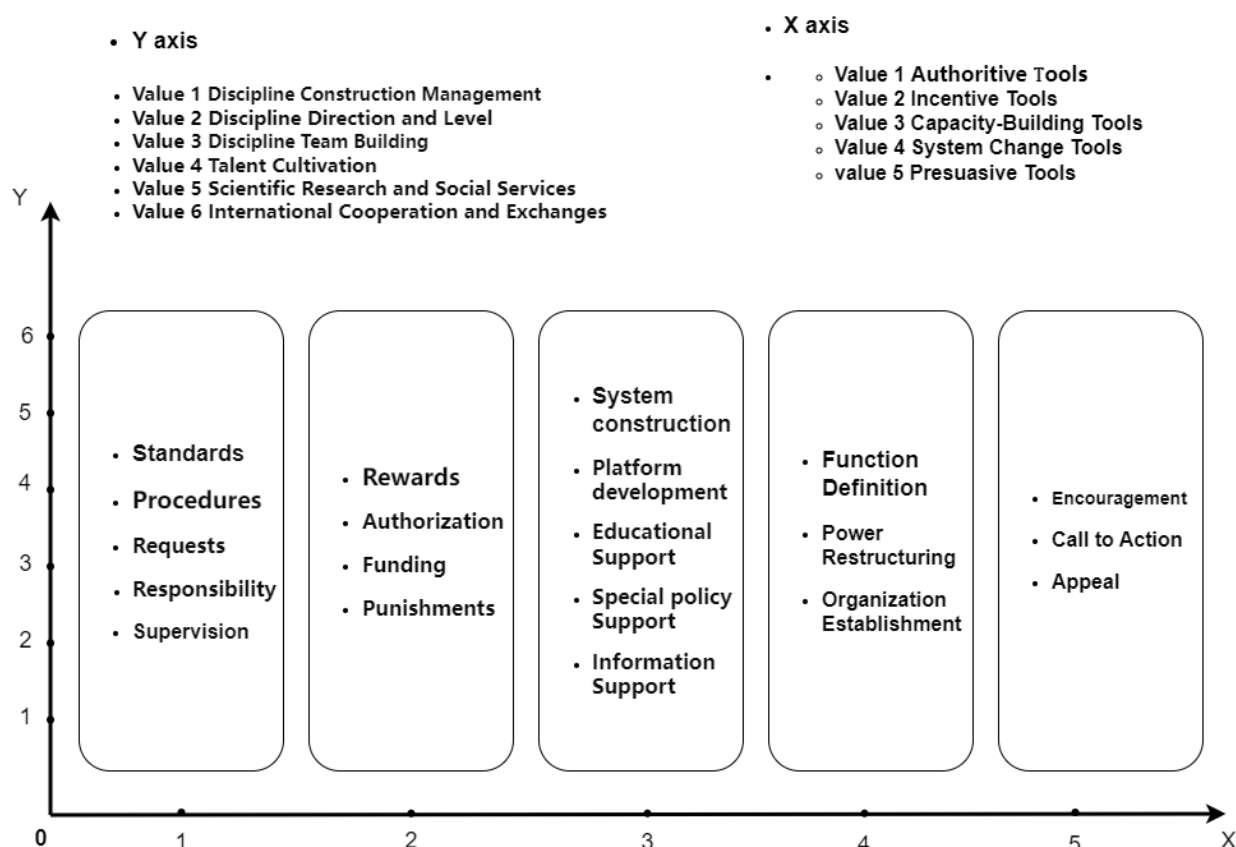 Y axis
Value 1 Discipline Construction Management
Value 2 Discipline Direction and Level
Value 3 Discipline Team Building
Value 4 Talent Cultivation
Value 5 Scientific Research and Social Services
Value 6 International Cooperation and Exchanges
X axis
Value 1 Authoritive Tools
Value 2 Incentive Tools
Value 3 Capacity-Building Tools
Value 4 System Change Tools
value 5 Presuasive Tools
Y
6
5
4
3
2
1
0
Standards
Procedures
Requests
Responsibility
Supervision
Rewards
Authorization
Funding
Punishments
System
construction
Platform
development
Educational
Support
Special policy
Support
Information
Support
Function
Definition
Power
Restructuring
Organization
Establishment
Encouragement
Call to Action
Appeal
1
2
3
4
5
X